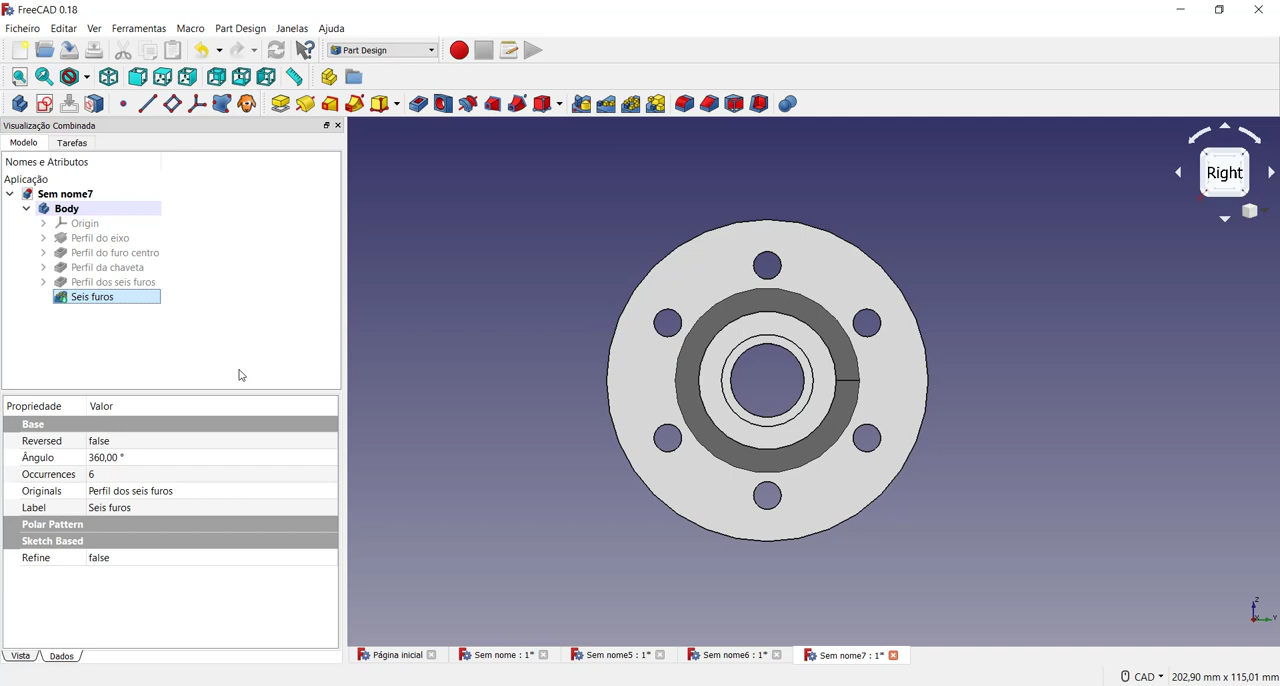 FreeCAD 0.18
Ficheiro Editar Ver Ferramentas Macro Part Design Janelas Ajuda
Part Design
Visualização Combinada
Modelo Tarefas
Nomes e Atributos
Aplicação
Sem nome7
Body
Origin
Perfil do eixo
Perfil do furo centro
Perfil da chaveta
Perfil dos seis furos
Seis furos
Right
Propriedade Valor
Base
Reversed false
Ângulo 360,00 °
Occurrences 6
Originals Perfil dos seis furos
Label Seis furos
Polar Pattern
Sketch Based
Refine false
Z
Y
Vista Dados
Página inicial Sem nome : 1* Sem nome5 : 1* Sem nome6 : 1* Sem nome7 : 1*
CAD 202,90 mm x 115,01 mm